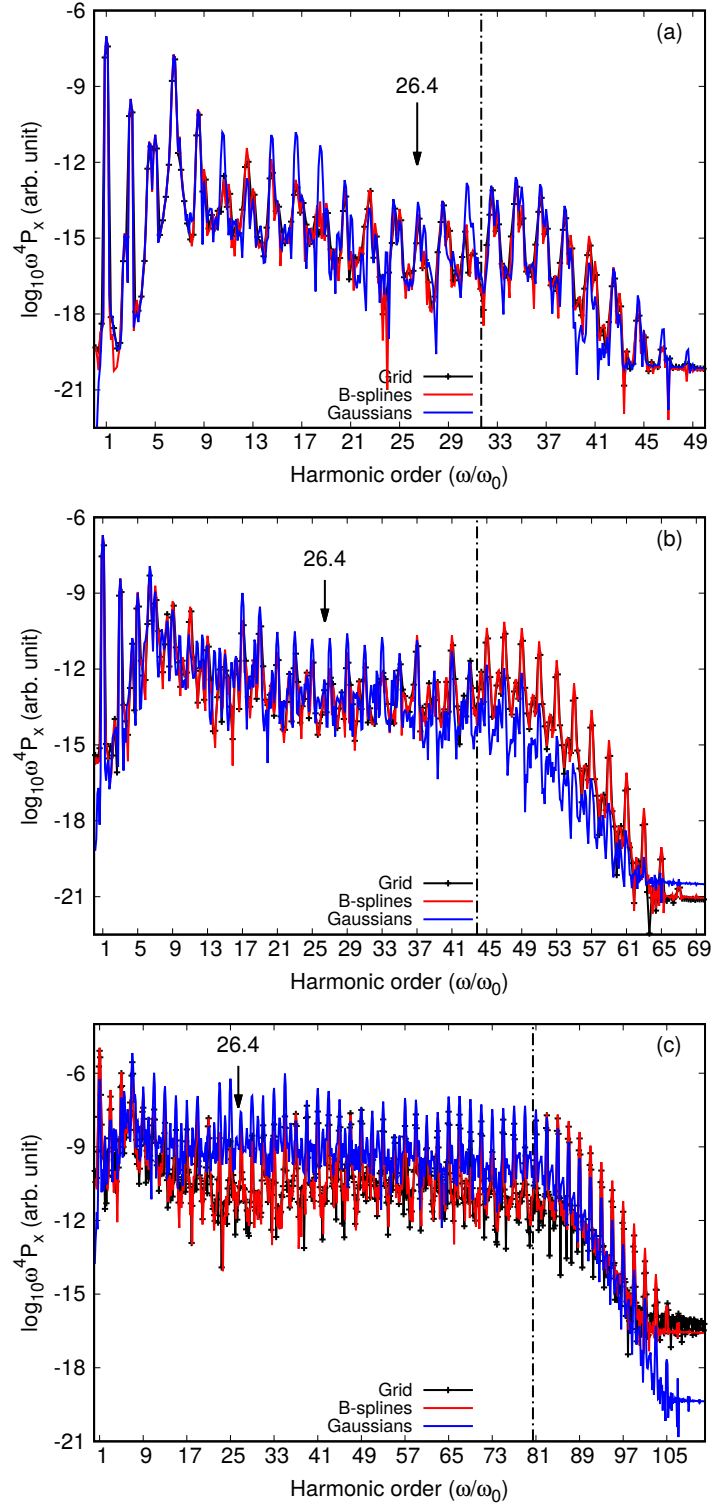 (a)
-6
-9
-12
-15
-18
-21
log10ω⁴Pₓ (arb. unit)
26.4
Grid
B-splines
Gaussians
1 5 9 13 17 21 25 29 33 37 41 45 49
Harmonic order (ω/ω₀)
(b)
-6
-9
-12
-15
-18
-21
log10ω⁴Pₓ (arb. unit)
26.4
Grid
B-splines
Gaussians
1 5 9 13 17 21 25 29 33 37 41 45 49 53 57 61 65 69
Harmonic order (ω/ω₀)
(c)
-6
-9
-12
-15
-18
-21
log10ω⁴Pₓ (arb. unit)
26.4
Grid
B-splines
Gaussians
1 9 17 25 33 41 49 57 65 73 81 89 97 105
Harmonic order (ω/ω₀)